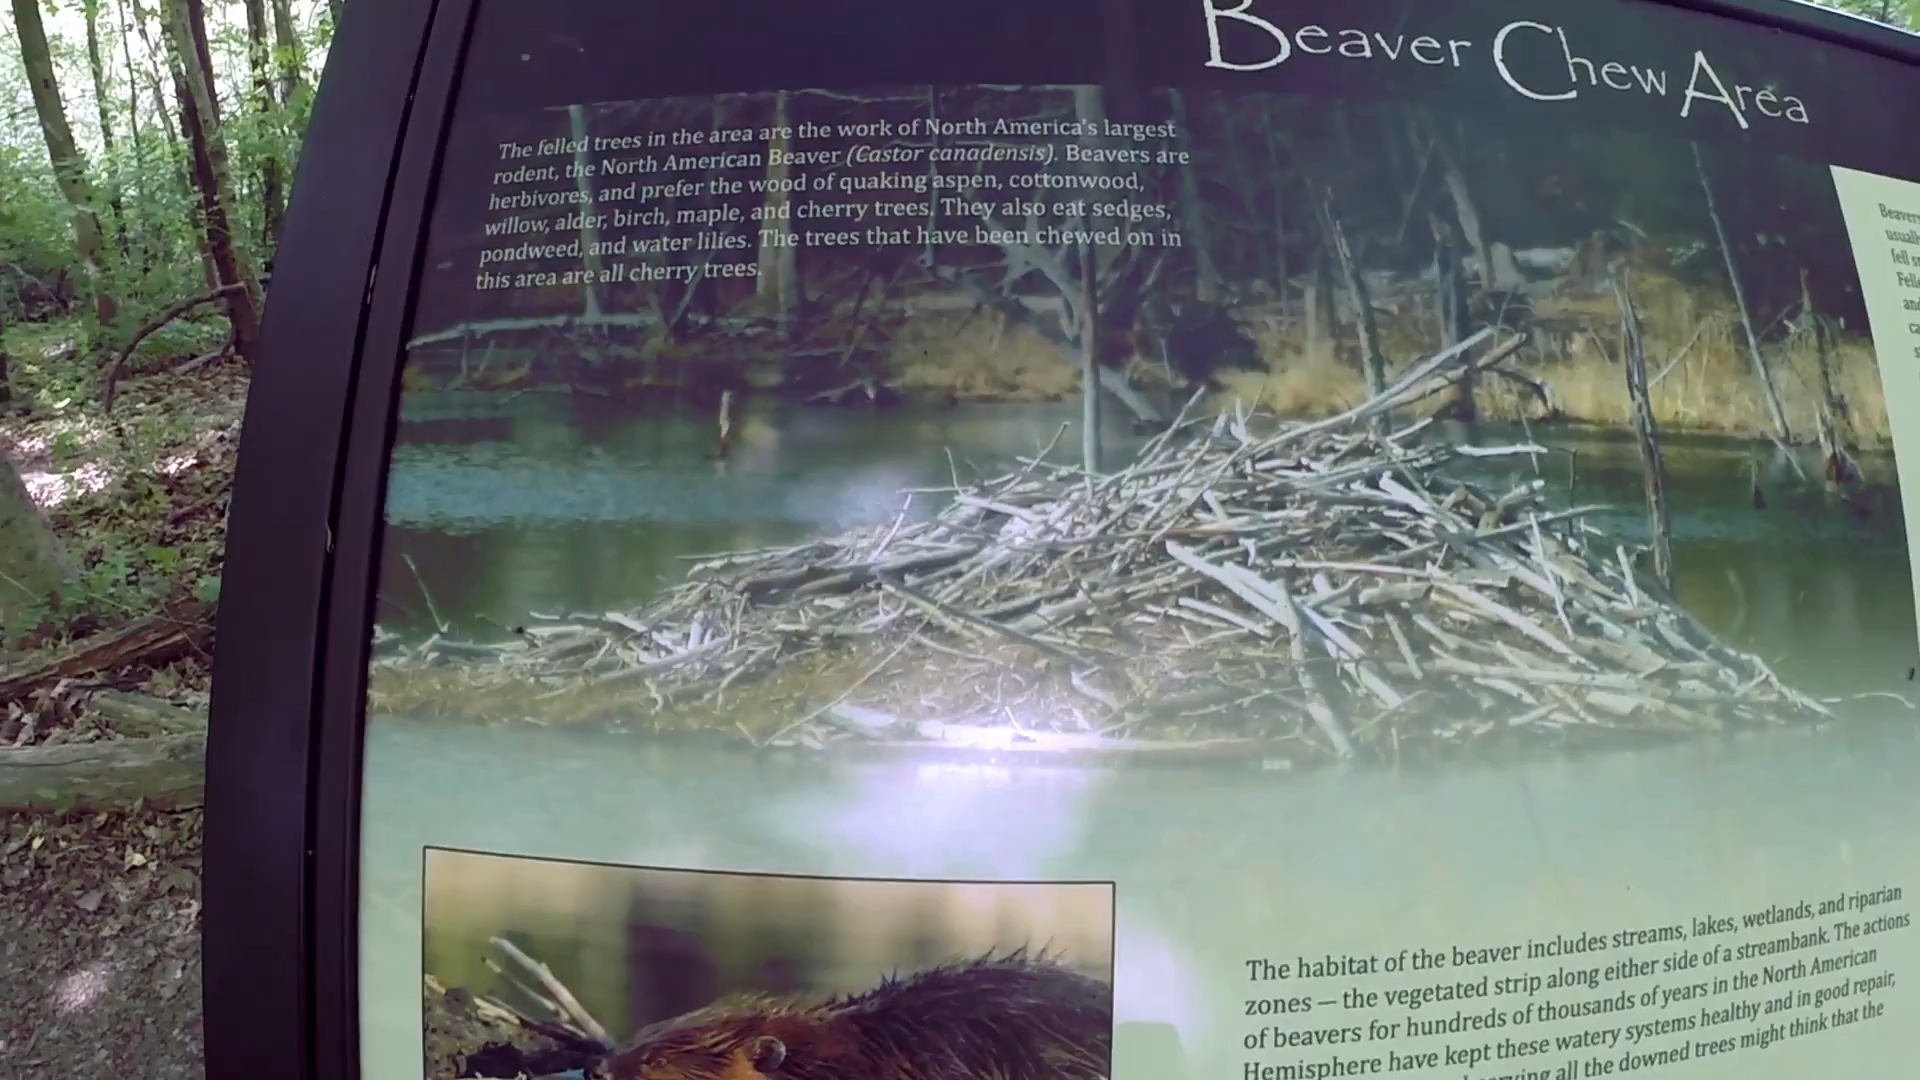 Beaver Chew Area
The felled trees in the area are the work of North America's largest
rodent, the North American Beaver (Castor canadensis). Beavers are
herbivores, and prefer the wood of quaking aspen, cottonwood,
willow, alder, birch, maple, and cherry trees. They also eat sedges,
pondweed, and water lilies. The trees that have been chewed on in
this area are all cherry trees.
usually
The habitat of the beaver includes streams, lakes, wetlands, and riparian
zones — the vegetated strip along either side of a streambank. The actions
of beavers for hundreds of thousands of years in the North American
Hemisphere have kept these watery systems healthy and in good repair,
all the downed trees might think that the